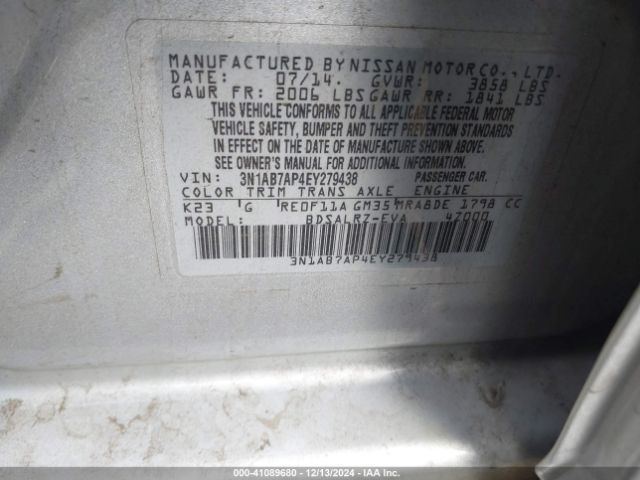 MANUFACTURED BY NISSAN MOTOR CO., LTD.
DATE: 07/14. GVWR: 3858 LBS
GAWR FR: 2006 LBS GAWR RR: 1841 LBS
THIS VEHICLE CONFORMS TO ALL APPLICABLE FEDERAL MOTOR
VEHICLE SAFETY, BUMPER AND THEFT PREVENTION STANDARDS
IN EFFECT ON THE DATE OF MANUFACTURE SHOWN ABOVE.
SEE OWNER'S MANUAL FOR ADDITIONAL INFORMATION.
VIN: 3N1AB7AP4EY279438 PASSENGER CAR.
COLOR TRIM TRANS AXLE ENGINE
K23 G RE0F11A GM35 MRA8DE 1798 CC
MODEL: BDSALRZ-EVA 4Z000
3N1AB7AP4EY279438
000-41089680 - 12/13/2024 - IAA Inc.